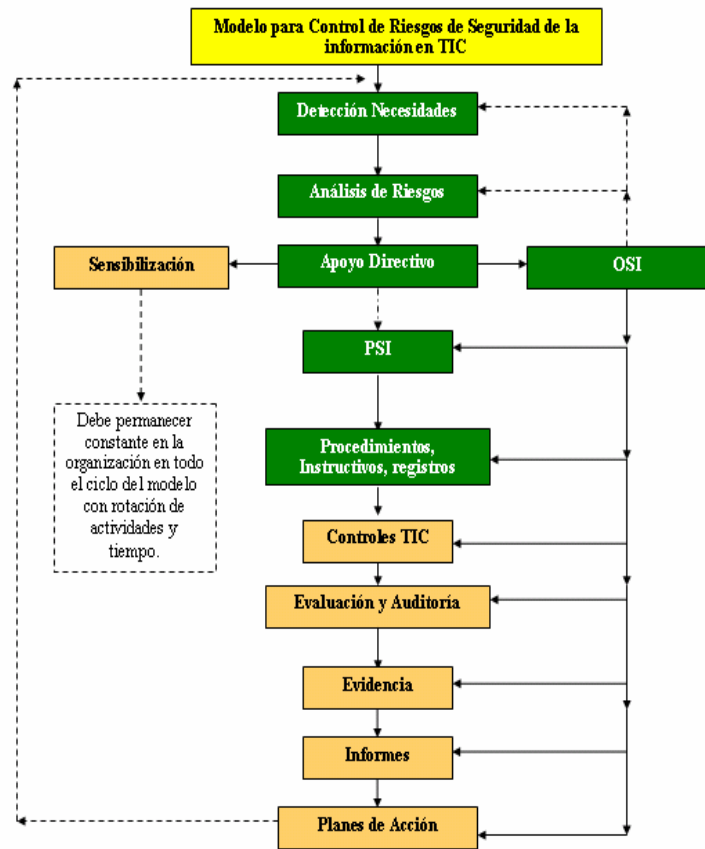 Modelo para Control de Riesgos de Seguridad de la
información en TIC
Detección Necesidades
Análisis de Riesgos
Sensibilización
Apoyo Directivo
OSI
PSI
Debe permanecer
constante en la
organización en todo
el ciclo del modelo
con rotación de
actividades y
tiempo.
Procedimientos,
Instructivos, registros
Controles TIC
Evaluación y Auditoría
Evidencia
Informes
Planes de Acción